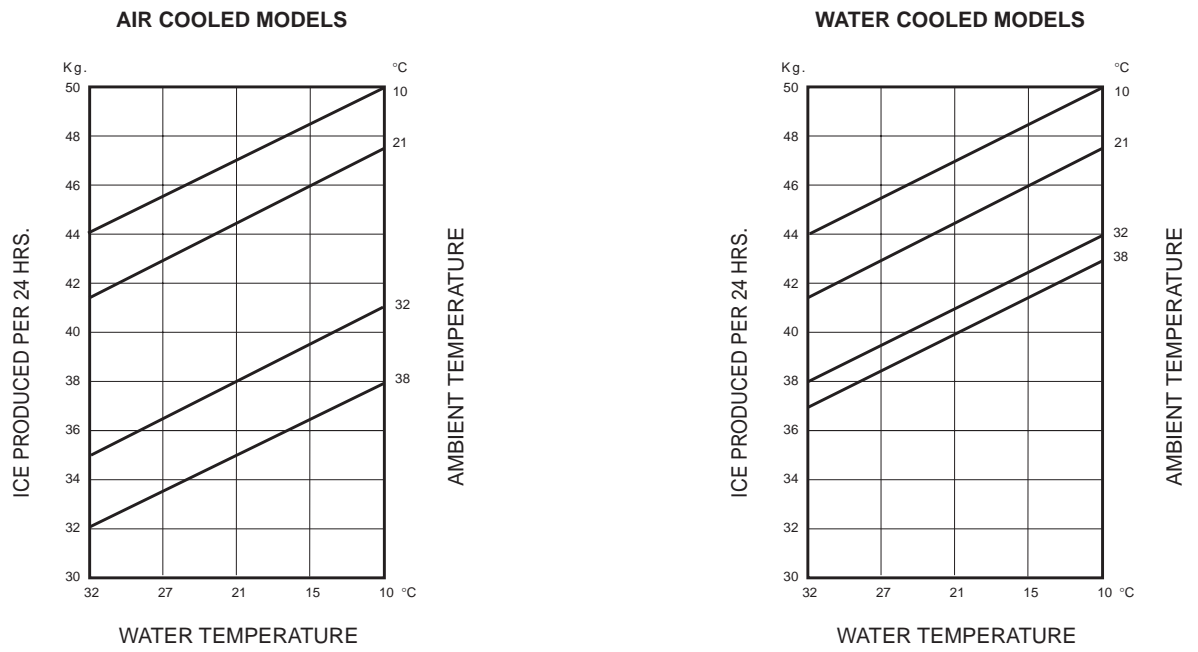 AIR COOLED MODELS
Kg.
°C
50
48
46
44
42
40
38
36
34
32
30
10
21
32
38
32 27 21 15 10 °C
ICE PRODUCED PER 24 HRS.
AMBIENT TEMPERATURE
WATER TEMPERATURE
WATER COOLED MODELS
Kg.
°C
50
48
46
44
42
40
38
36
34
32
30
10
21
32
38
32 27 21 15 10 °C
ICE PRODUCED PER 24 HRS.
AMBIENT TEMPERATURE
WATER TEMPERATURE